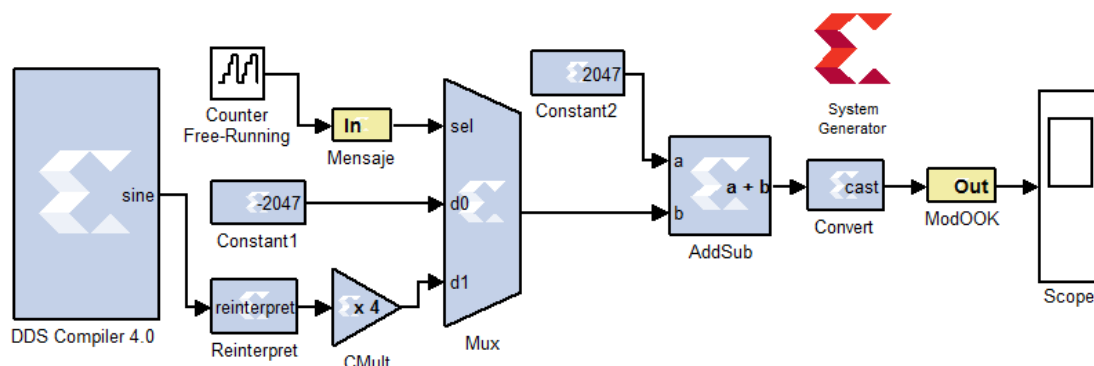 sine
DDS Compiler 4.0
Counter
Free-Running
In
Mensaje
-2047
Constant1
reinterpret
Reinterpret
x 4
CMult
sel
d0
d1
Mux
2047
Constant2
a
b
a + b
AddSub
System
Generator
cast
Convert
Out
ModOOK
Scope